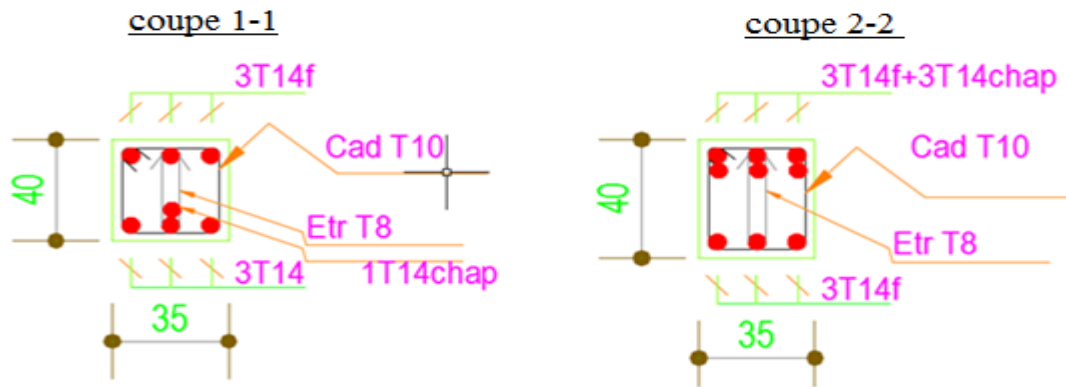 coupe 1-1
3T14f
Cad T10
40
Etr T8
3T14
1T14chap
35
coupe 2-2
3T14f+3T14chap
Cad T10
40
Etr T8
3T14f
35